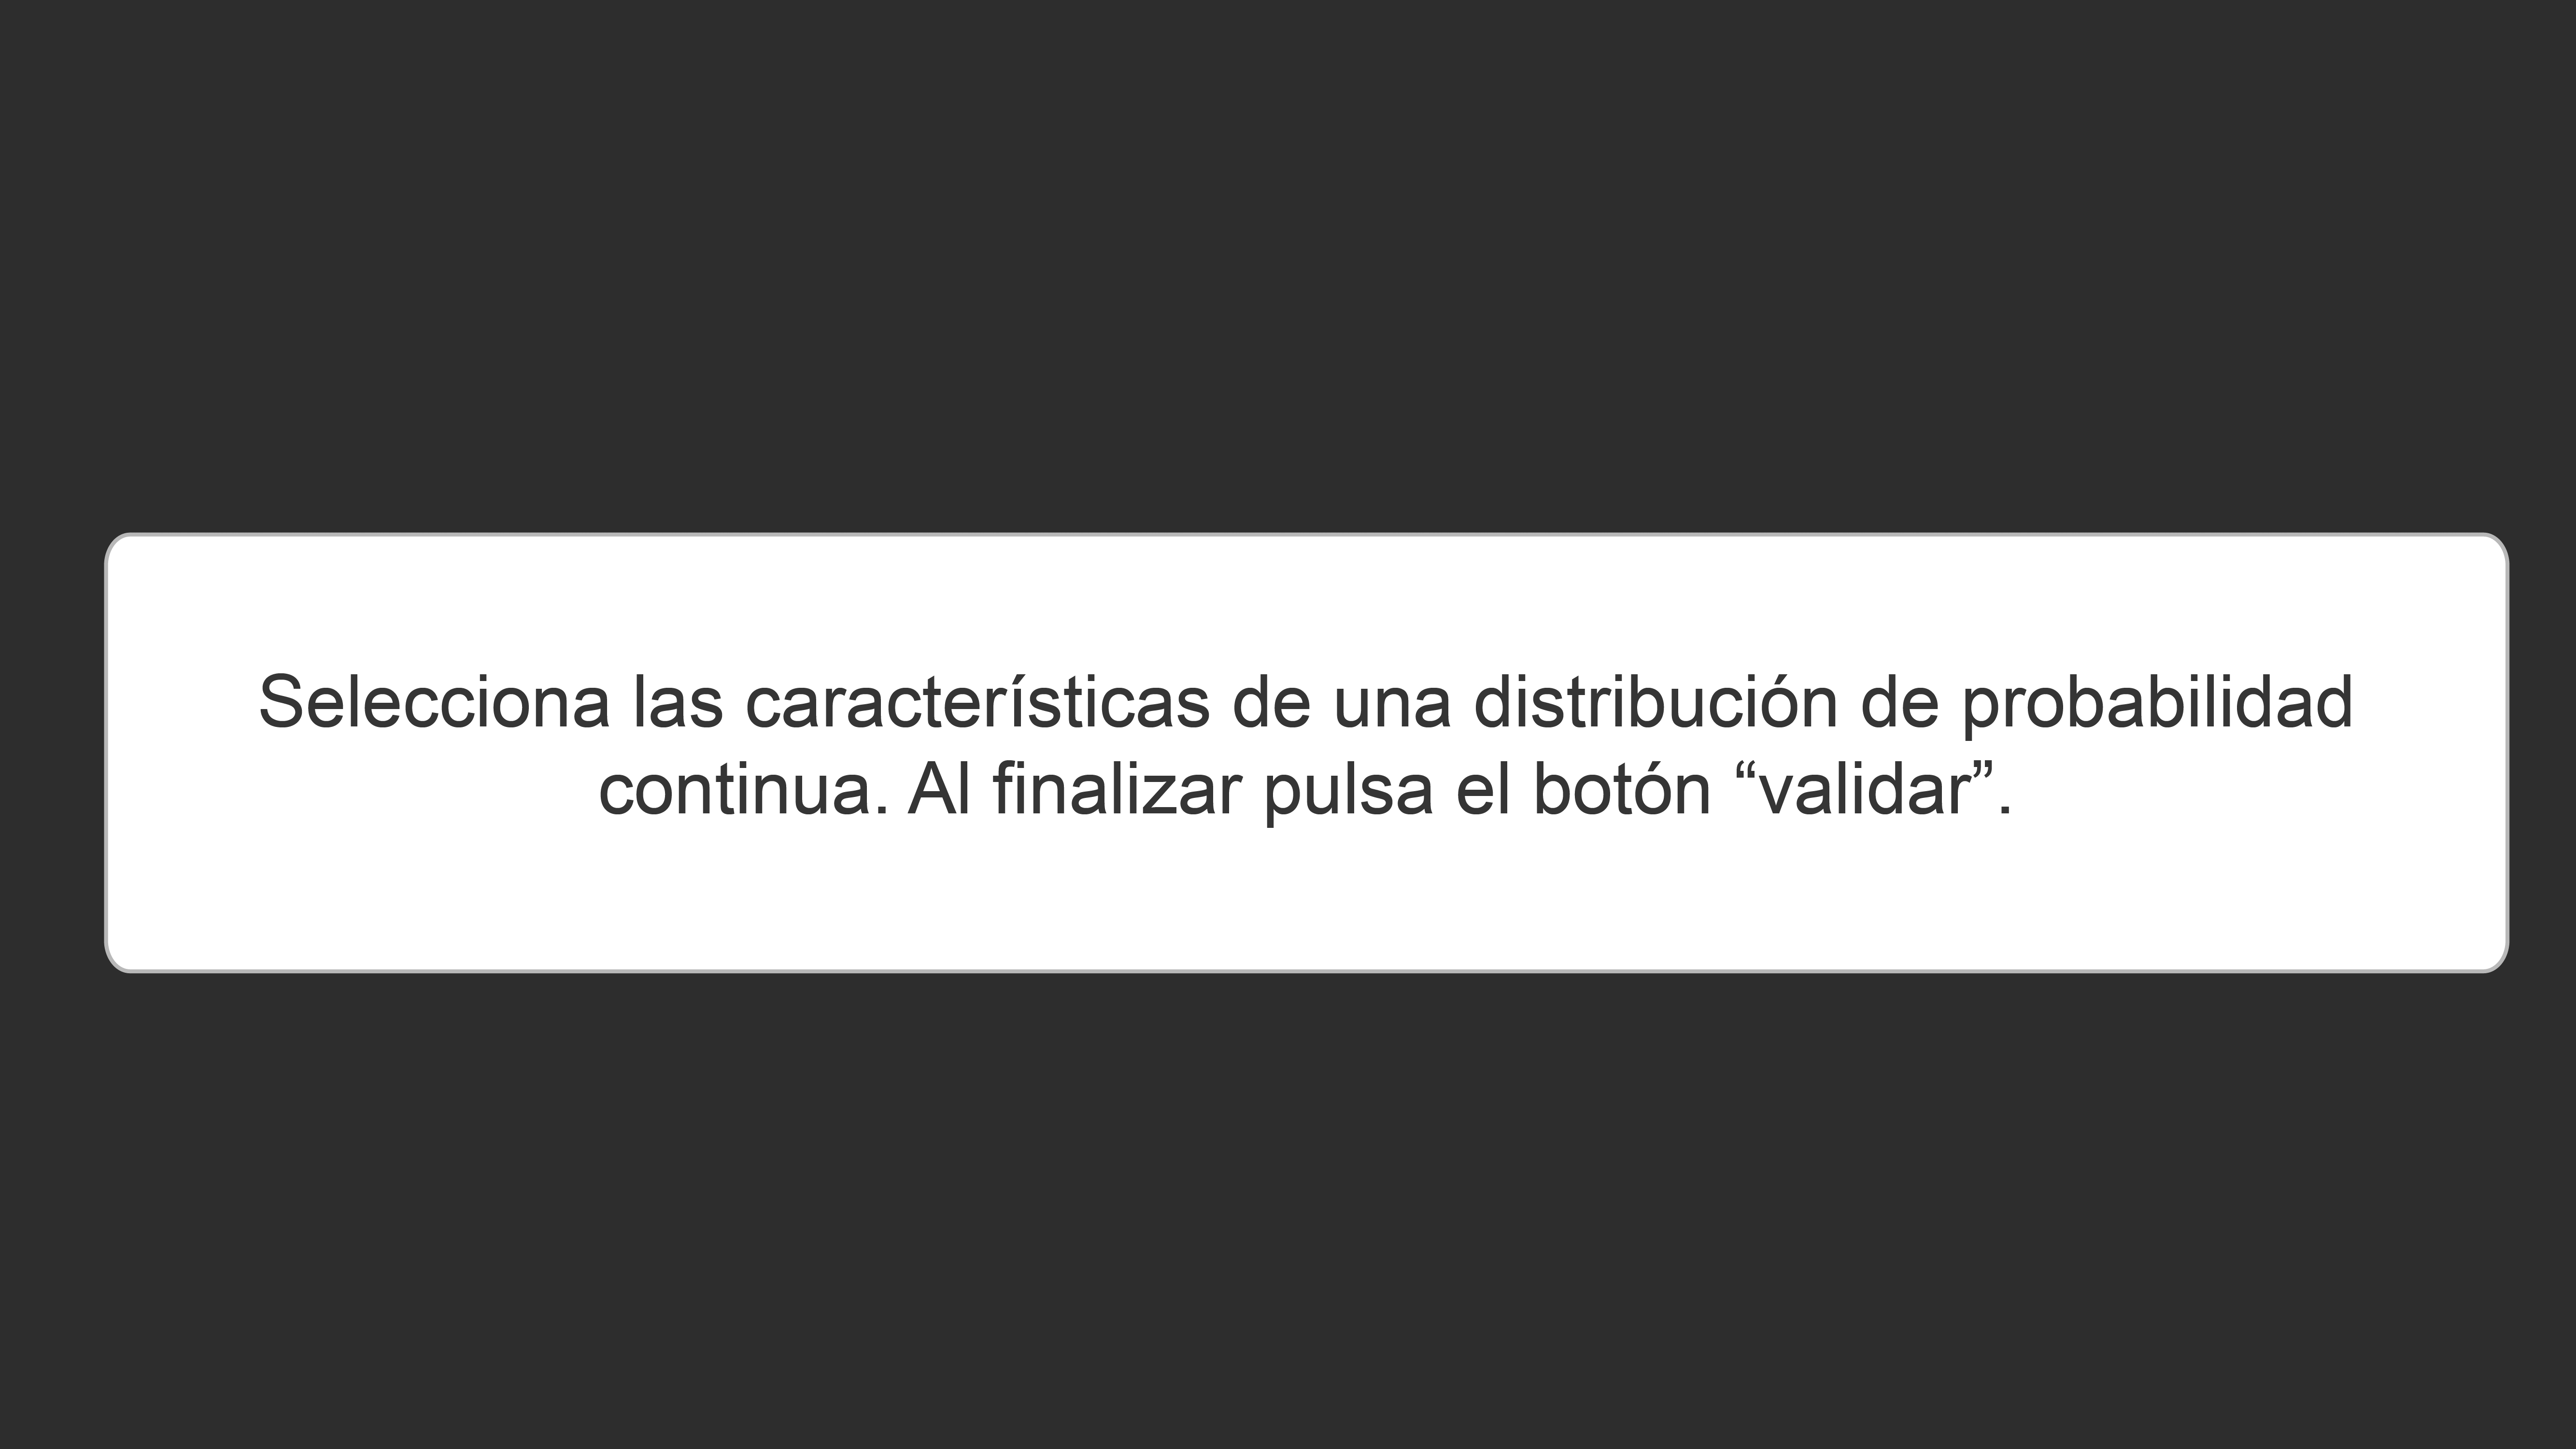 Selecciona las características de una distribución de probabilidad
continua. Al finalizar pulsa el botón “validar”.